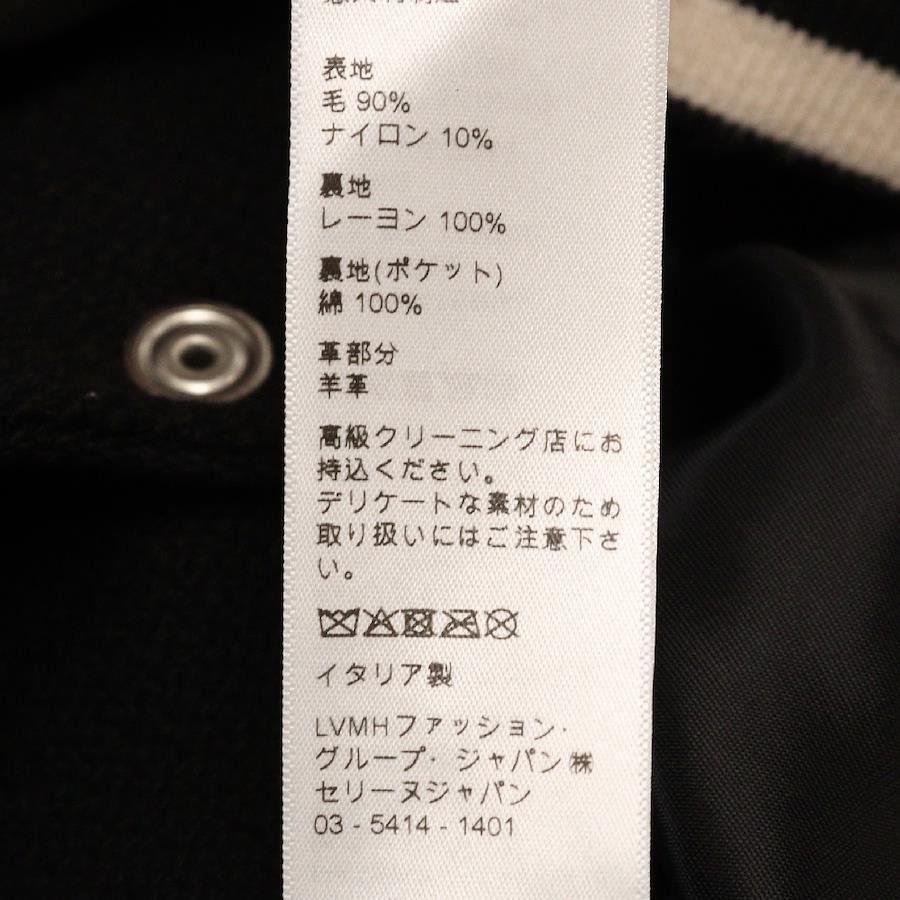 表地
毛 90%
ナイロン 10%
裏地
レーヨン 100%
裏地(ポケット)
綿 100%
革部分
羊革
高級クリーニング店にお
持込ください。
デリケートな素材のため
取り扱いにはご注意下さ
い。
イタリア製
LVMHファッション・
グループ・ジャパン㈱
セリーヌジャパン
03 - 5414 - 1401